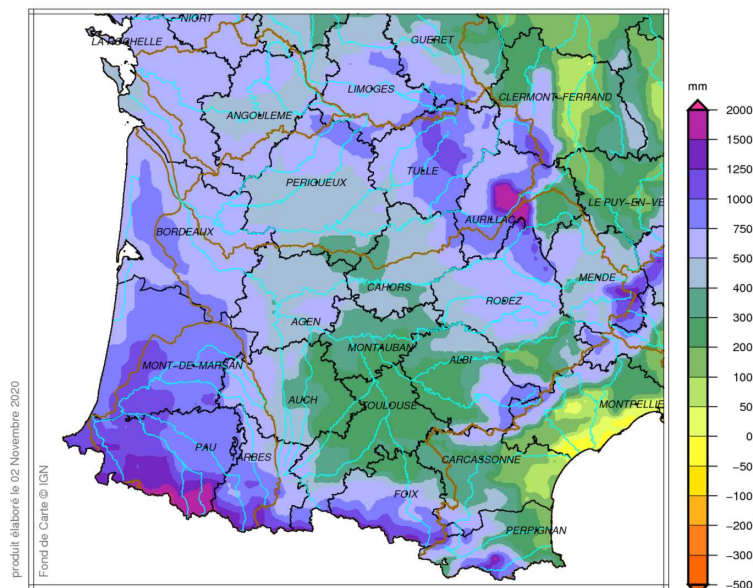 NIORT
LA ROCHELLE
GUERET
LIMOGES
CLERMONT-FERRAND
ANGOULEME
TULLE
PERIGUEUX
LE PUY-EN-VE
AURILLAC
BORDEAUX
MENDE
CAHORS
RODEZ
AGEN
MONTAUBAN
ALBI
MONT-DE-MARSAN
AUCH
TOULOUSE
MONTPELLIE
PAU
TARBES
CARCASSONNE
FOIX
PERPIGNAN
mm
2000
1500
1250
1000
750
500
400
300
200
100
50
0
-50
-100
-200
-300
-500
produit élaboré le 02 Novembre 2020
Fond de Carte © IGN